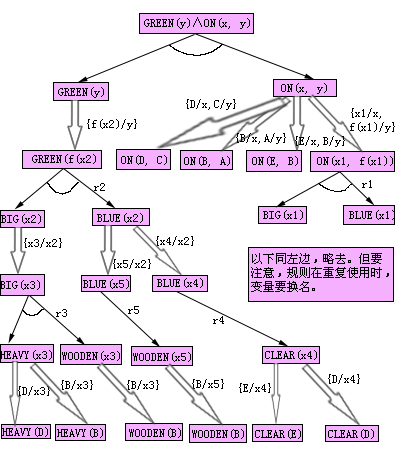 GREEN(y)∧ON(x, y)
GREEN(y)
ON(x, y)
{f(x2)/y}
{D/x,C/y}
{B/x,A/y}
{E/x,B/y}
{x1/x,
f(x1)/y}
GREEN(f(x2)
ON(D, C)
ON(B, A)
ON(E, B)
ON(x1, f(x1))
r2
r1
BIG(x2)
BLUE(x2)
BIG(x1)
BLUE(x1)
{x3/x2}
{x5/x2}
{x4/x2}
以下同左边，略去。但要
注意，规则在重复使用时，
变量要换名。
BIG(x3)
BLUE(x5)
BLUE(x4)
r3
r5
r4
HEAVY(x3)
WOODEN(x3)
WOODEN(x5)
CLEAR(x4)
{D/x3}
{B/x3}
{B/x3}
{B/x5}
{E/x4}
{D/x4}
HEAVY(D)
HEAVY(B)
WOODEN(B)
WOODEN(B)
CLEAR(E)
CLEAR(D)